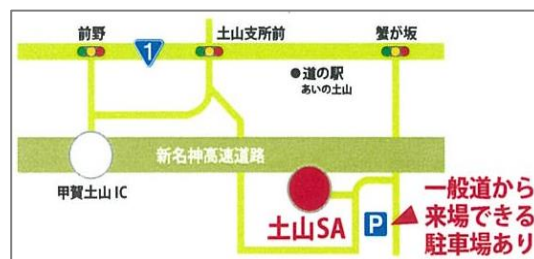 前野
1
土山支所前
蟹が坂
●道の駅
あいの土山
新名神高速道路
甲賀土山IC
土山SA
P
一般道から
来場できる
駐車場あり